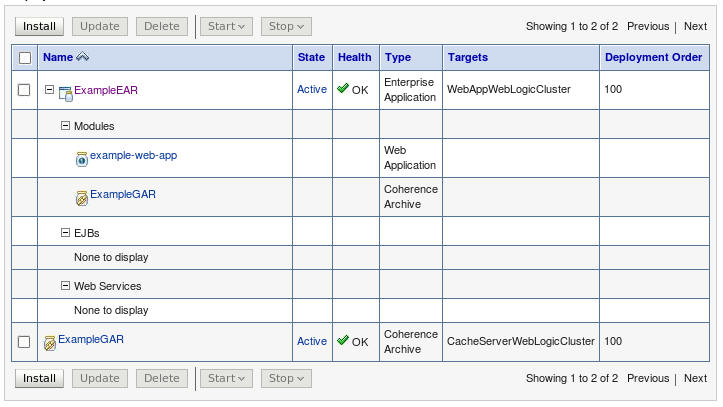 Install Update Delete Start Stop Showing 1 to 2 of 2 Previous | Next
Name State Health Type Targets Deployment Order
ExampleEAR Active OK Enterprise Application WebAppWebLogicCluster 100
Modules
example-web-app Web Application
ExampleGAR Coherence Archive
EJBs
None to display
Web Services
None to display
ExampleGAR Active OK Coherence Archive CacheServerWebLogicCluster 100
Install Update Delete Start Stop Showing 1 to 2 of 2 Previous | Next